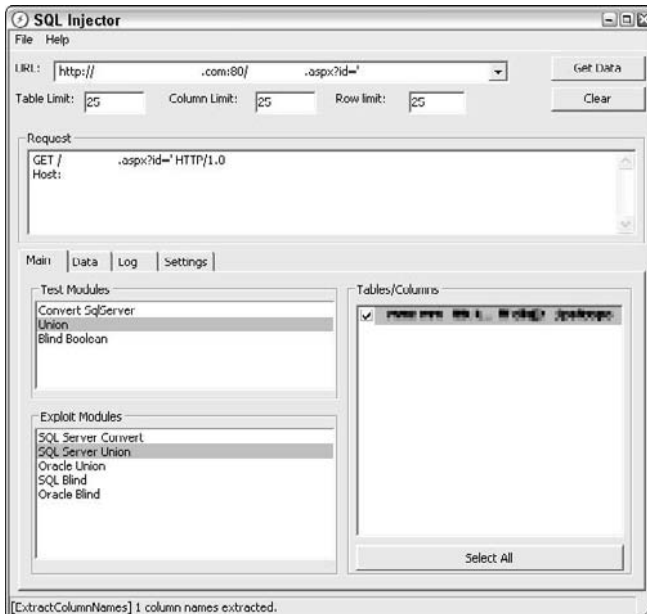 SQL Injector
File Help
URL: http:// .com:80/ .aspx?id='
Get Data
Table Limit: 25 Column Limit: 25 Row limit: 25
Clear
Request
GET / .aspx?id=' HTTP/1.0
Host:
Main Data Log Settings
Test Modules
Convert SqlServer
Union
Blind Boolean
Exploit Modules
SQL Server Convert
SQL Server Union
Oracle Union
SQL Blind
Oracle Blind
Tables/Columns
Select All
[ExtractColumnNames] 1 column names extracted.